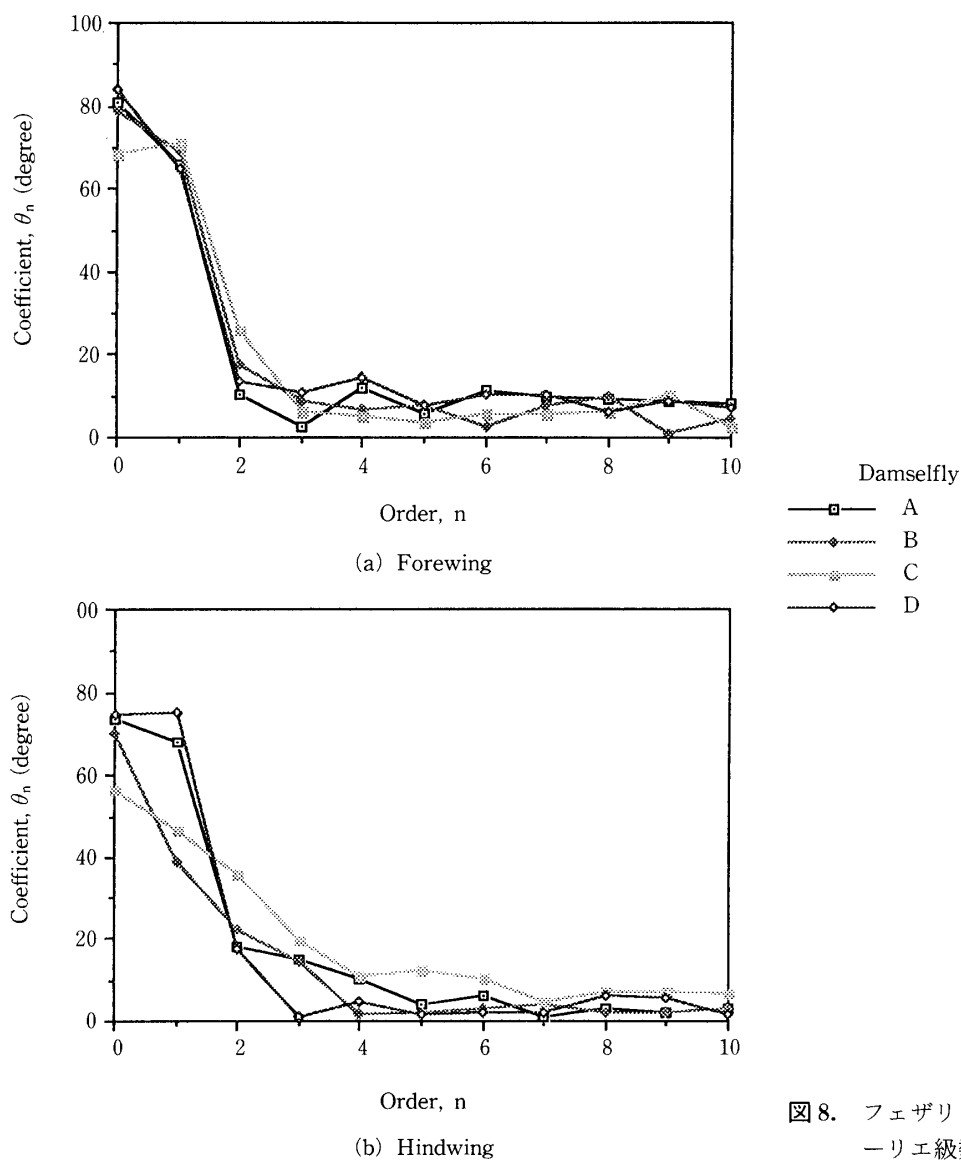 100
80
60
40
20
0
Coefficient, θn (degree)
0 2 4 6 8 10
Order, n
(a) Forewing
Damselfly
A
B
C
D
00
80
60
40
20
0
Coefficient, θn (degree)
0 2 4 6 8 10
Order, n
(b) Hindwing
図8. フェザリ
ーリエ級